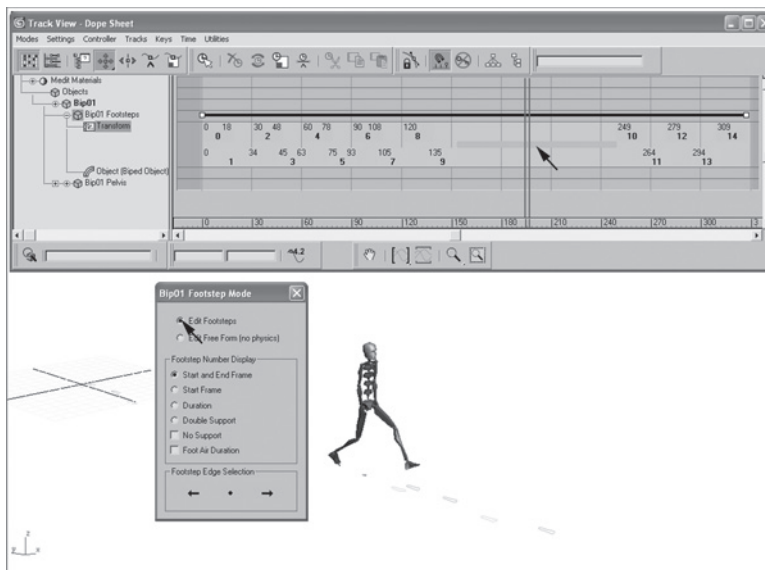 Track View - Dope Sheet
Modes Settings Controller Tracks Keys Time Utilities
Medit Materials
Objects
Bip01
Bip01 Footsteps
Transform
Object (Biped Object)
Bip01 Pelvis
0 18 30 48 60 78 90 108 120 249 279 309
0 2 4 6 8 10 12 14
0 34 45 63 75 93 105 135 264 294
1 3 5 7 9 11 13
0 30 60 90 120 150 180 210 240 270 300 3
4.2
Bip01 Footstep Mode
Edit Footsteps
Edit Free Form (no physics)
Footstep Number Display
Start and End Frame
Start Frame
Duration
Double Support
No Support
Foot Air Duration
Footstep Edge Selection
z
x